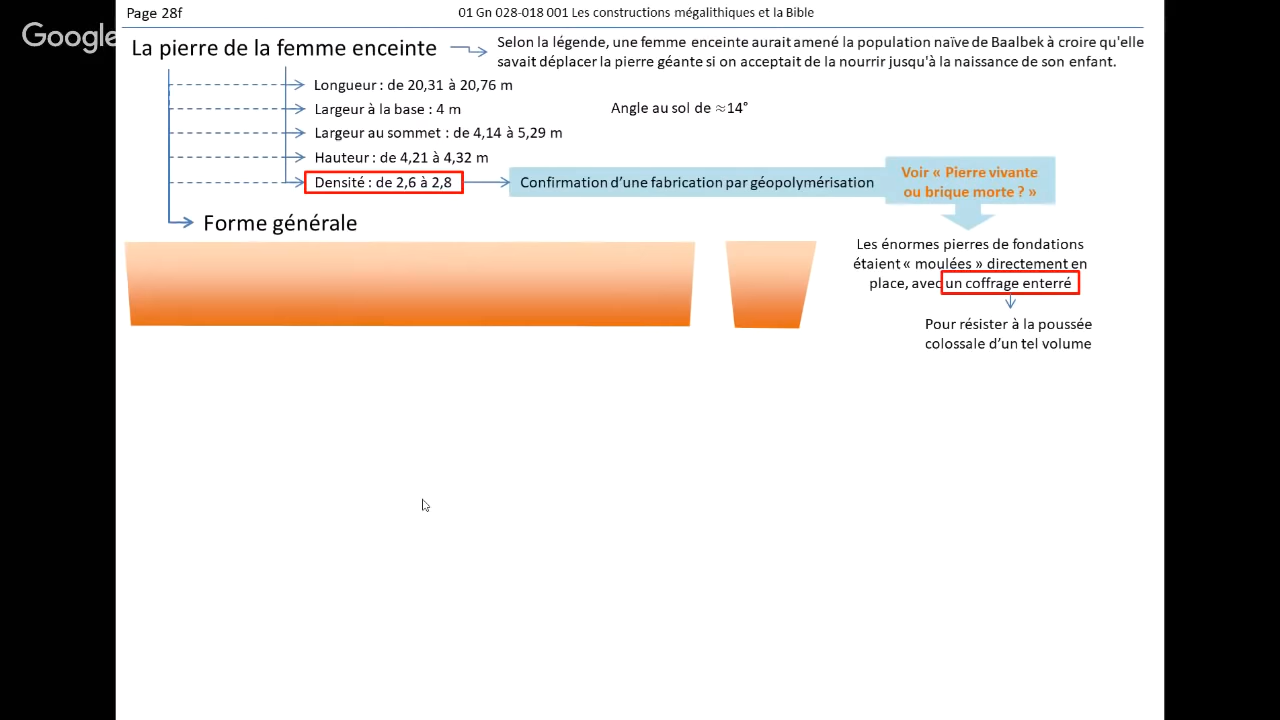 Page 28f
01 Gn 028-018 001 Les constructions mégalithiques et la Bible
Google
La pierre de la femme enceinte
Selon la légende, une femme enceinte aurait amené la population naïve de Baalbek à croire qu'elle
savait déplacer la pierre géante si on acceptait de la nourrir jusqu'à la naissance de son enfant.
Longueur : de 20,31 à 20,76 m
Largeur à la base : 4 m
Angle au sol de ≈14°
Largeur au sommet : de 4,14 à 5,29 m
Hauteur : de 4,21 à 4,32 m
Densité : de 2,6 à 2,8
Confirmation d'une fabrication par géopolymérisation
Voir « Pierre vivante
ou brique morte ? »
Forme générale
Les énormes pierres de fondations
étaient « moulées » directement en
place, avec un coffrage enterré
Pour résister à la poussée
colossale d'un tel volume